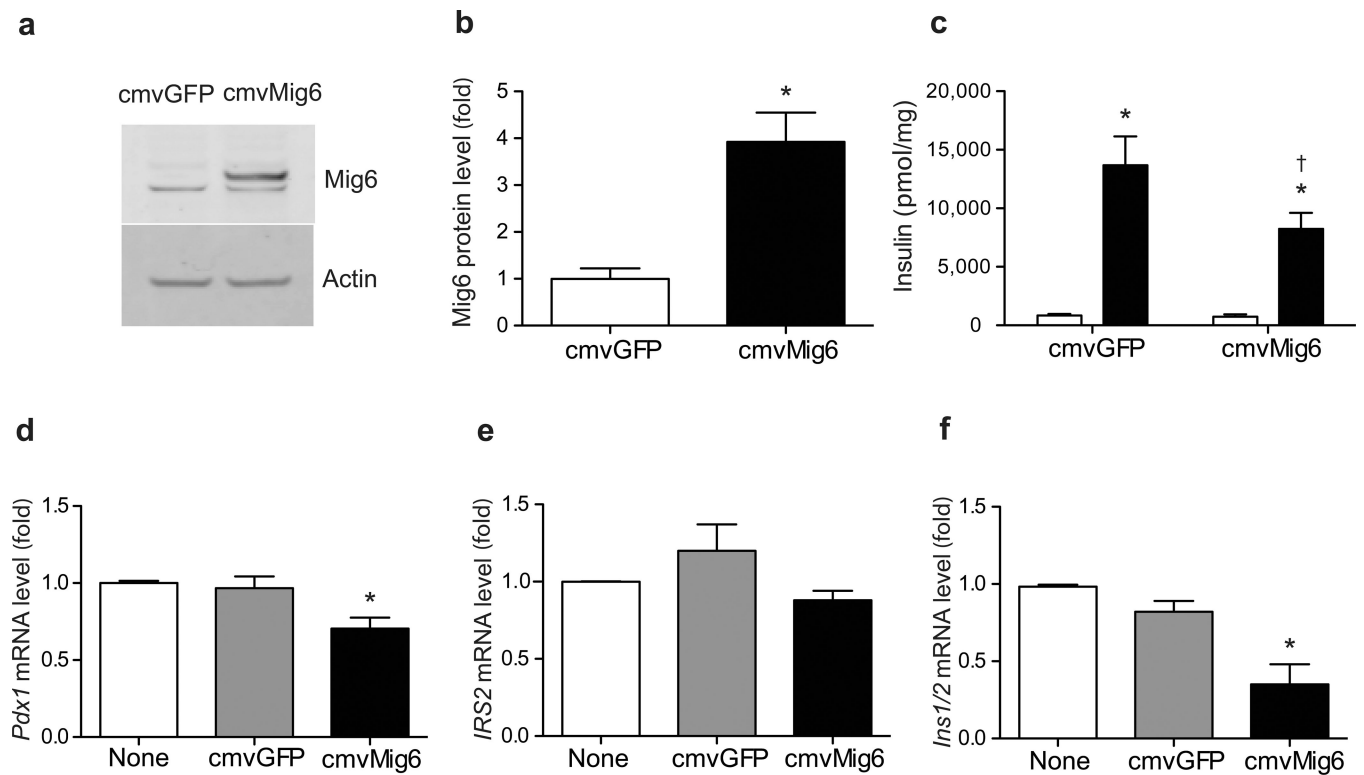 a
cmvGFP cmvMig6
Mig6
Actin
b
Mig6 protein level (fold)
5
4
3
2
1
0
*
cmvGFP
cmvMig6
c
Insulin (pmol/mg)
20,000
15,000
10,000
5,000
0
*
†
*
cmvGFP
cmvMig6
d
Pdx1 mRNA level (fold)
1.5
1.0
0.5
0.0
*
None
cmvGFP
cmvMig6
e
IRS2 mRNA level (fold)
1.5
1.0
0.5
0.0
None
cmvGFP
cmvMig6
f
Ins1/2 mRNA level (fold)
1.5
1.0
0.5
0.0
*
None
cmvGFP
cmvMig6